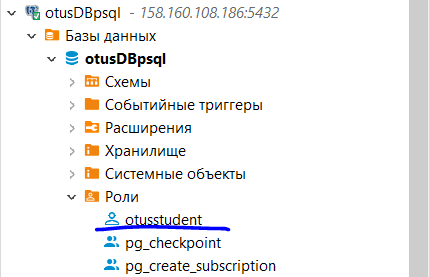 otusDBpsql - 158.160.108.186:5432
Базы данных
otusDBpsql
Схемы
Событийные триггеры
Расширения
Хранилище
Системные объекты
Роли
otusstudent
pg_checkpoint
pg_create_subscription